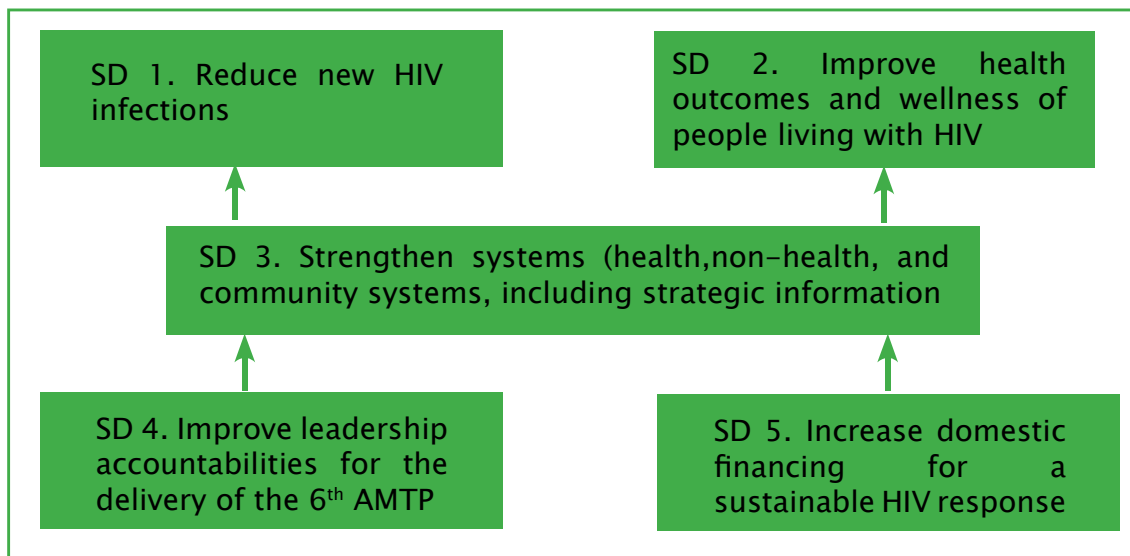 SD 1. Reduce new HIV
infections
SD 2. Improve health
outcomes and wellness of
people living with HIV
SD 3. Strengthen systems (health,non-health, and
community systems, including strategic information
SD 4. Improve leadership
accountabilities for the
delivery of the 6th AMTP
SD 5. Increase domestic
financing for a
sustainable HIV response